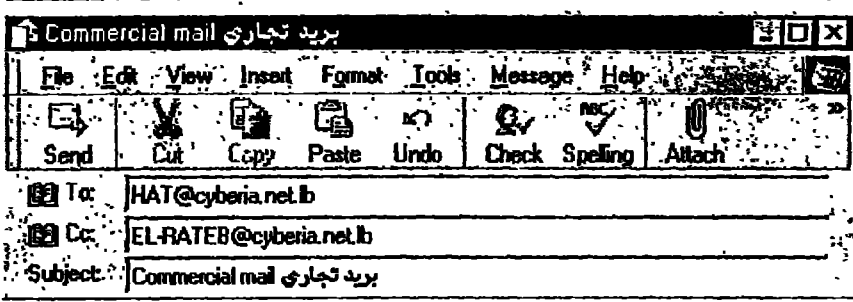 Commercial mail بريد تجاري
File Edit View Insert Format Tools Message Help
Send Cut Copy Paste Undo Check Spelling Attach
To: HAT@cyberia.net.lb
Cc: EL-RATEB@cyberia.net.lb
Subject: Commercial mail بريد تجاري